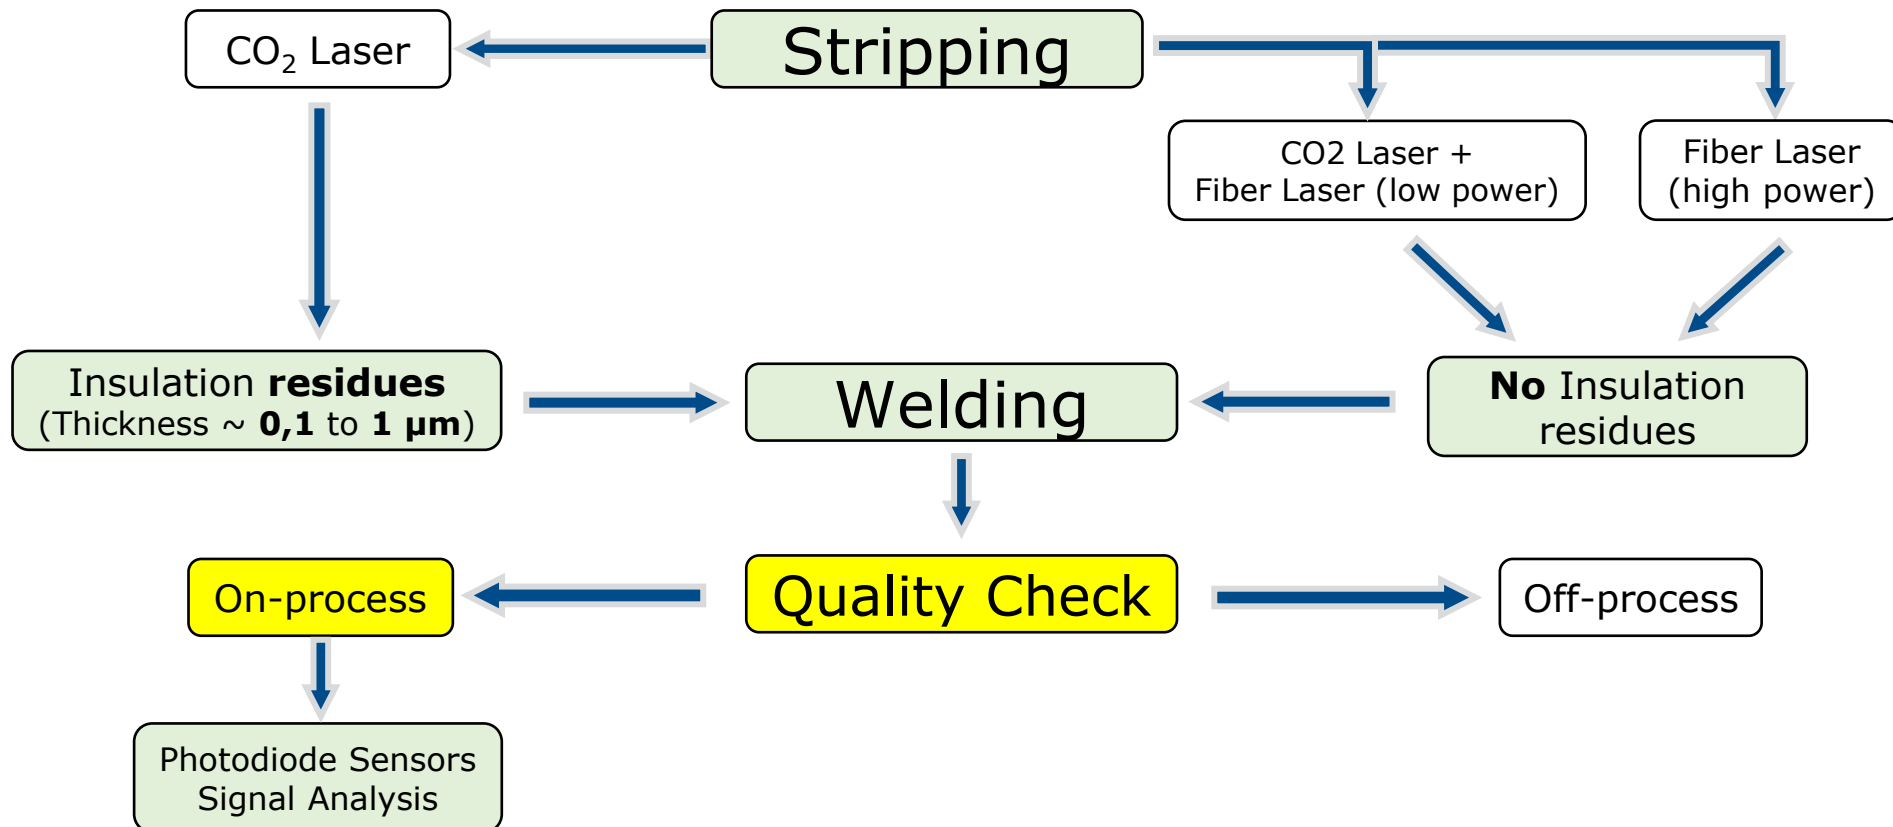 CO₂ Laser
Stripping
CO2 Laser +
Fiber Laser (low power)
Fiber Laser
(high power)
Insulation residues
(Thickness ~ 0,1 to 1 µm)
Welding
No Insulation
residues
On-process
Quality Check
Off-process
Photodiode Sensors
Signal Analysis